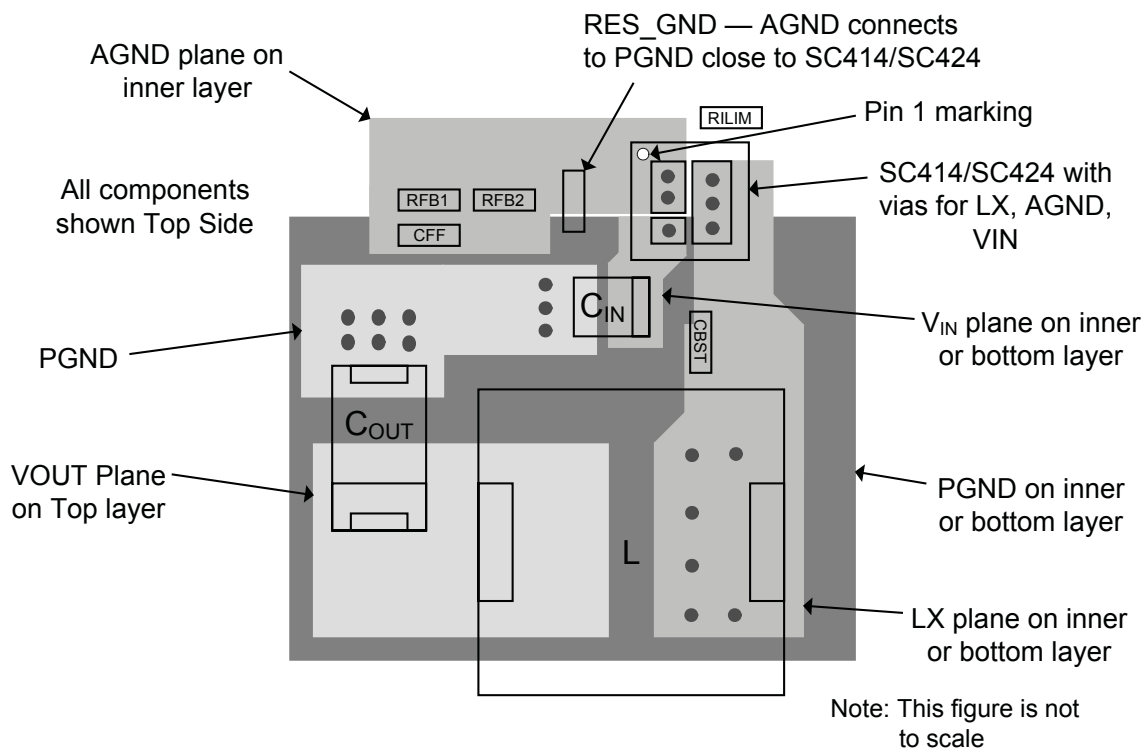 RES_GND — AGND connects
to PGND close to SC414/SC424
AGND plane on
inner layer
RILIM
Pin 1 marking
All components
shown Top Side
RFB1
RFB2
CFF
SC414/SC424 with
vias for LX, AGND,
VIN
CIN
CBST
VIN plane on inner
or bottom layer
PGND
COUT
VOUT Plane
on Top layer
PGND on inner
or bottom layer
L
LX plane on inner
or bottom layer
Note: This figure is not
to scale